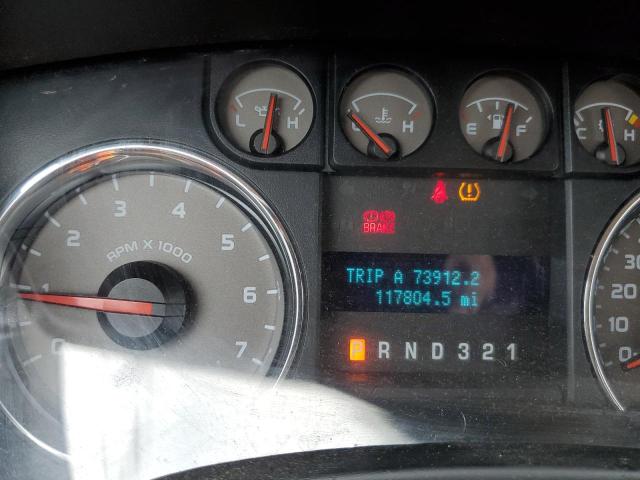 L H
C H
E F
C H
BRAKE
TRIP A 73912.2
117804.5 mi
P R N D 3 2 1
0 1 2 3 4 5 6 7
RPM X 1000
30
20
10
0